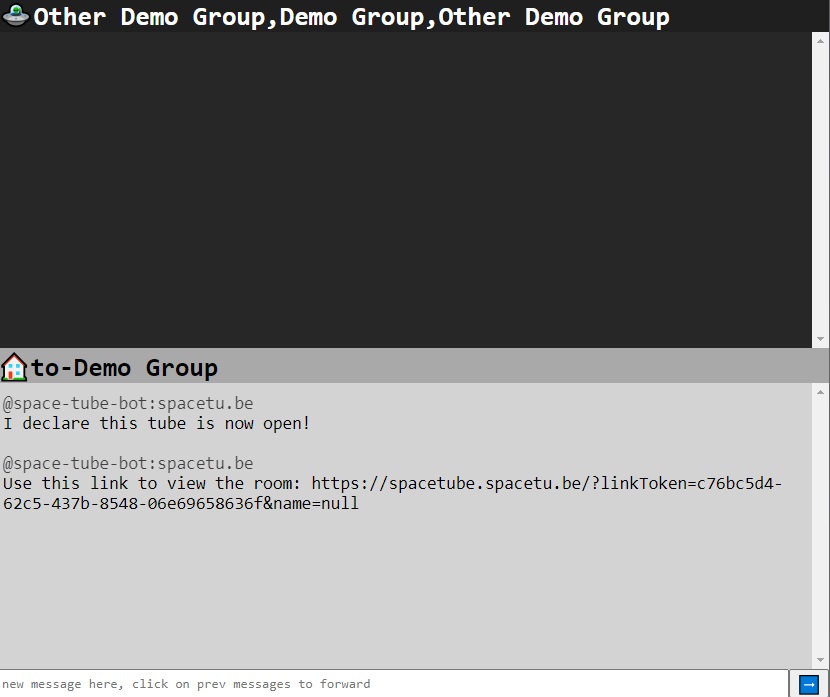 Other Demo Group,Demo Group,Other Demo Group
to-Demo Group
@space-tube-bot:spacetu.be
I declare this tube is now open!
@space-tube-bot:spacetu.be
Use this link to view the room: https://spacetube.spacetu.be/?linkToken=c76bc5d4-
62c5-437b-8548-06e69658636f&name=null
new message here, click on prev messages to forward